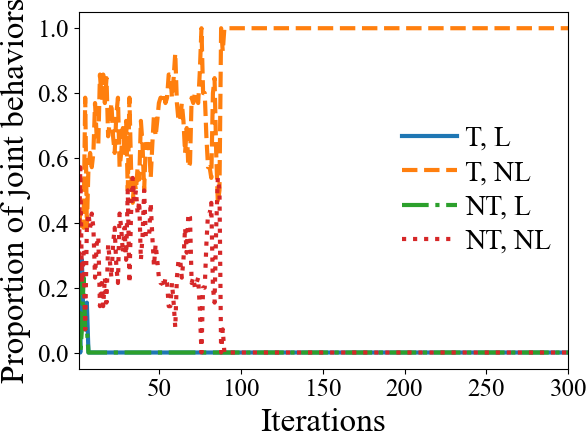 Proportion of joint behaviors
1.0
0.8
0.6
0.4
0.2
0.0
T, L
T, NL
NT, L
NT, NL
50
100
150
200
250
300
Iterations